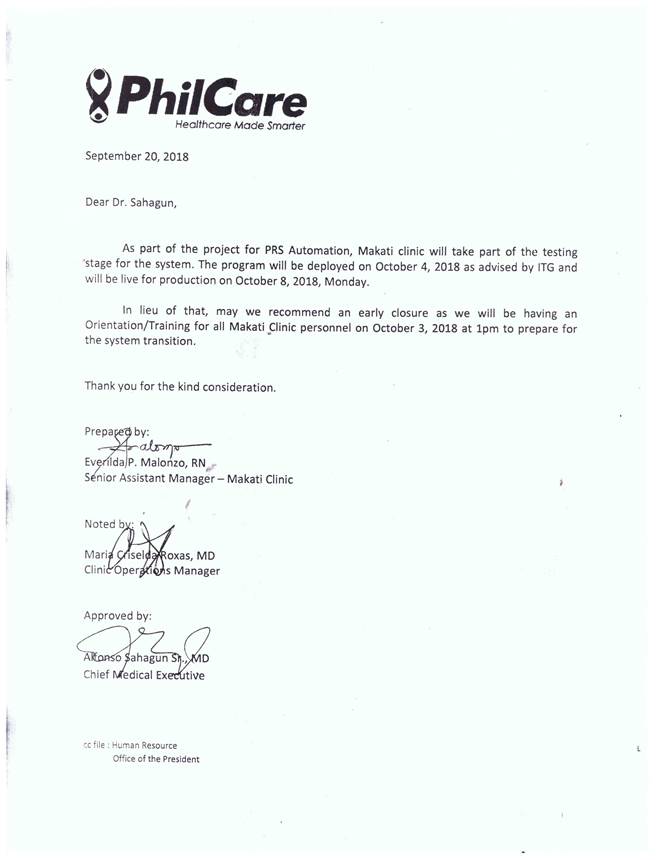 PhilCare
Healthcare Made Smarter
September 20, 2018
Dear Dr. Sahagun,
As part of the project for PRS Automation, Makati clinic will take part of the testing
stage for the system. The program will be deployed on October 4, 2018 as advised by ITG and
will be live for production on October 8, 2018, Monday.
In lieu of that, may we recommend an early closure as we will be having an
Orientation/Training for all Makati Clinic personnel on October 3, 2018 at 1pm to prepare for
the system transition.
Thank you for the kind consideration.
Prepared by:
Everilda P. Malonzo, RN
Senior Assistant Manager – Makati Clinic
Noted by:
Maria Criselda Roxas, MD
Clinic Operations Manager
Approved by:
Alfonso Sahagun Sr., MD
Chief Medical Executive
cc file : Human Resource
Office of the President